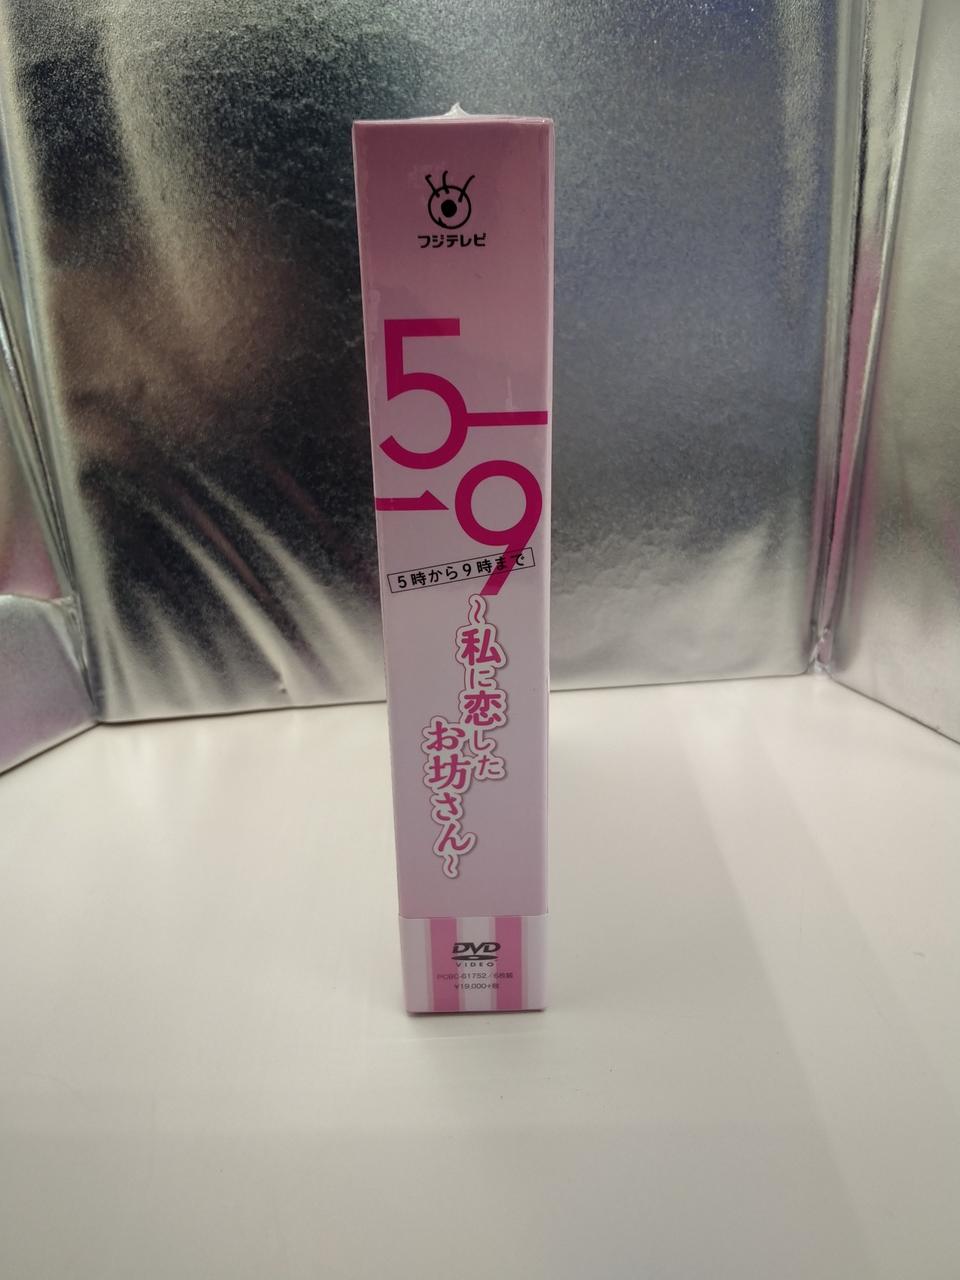 フジテレビ
5→9
5時から9時まで
～私に恋した
お坊さん～
DVD
VIDEO
PCBC-61752/6枚組
¥19,000+税